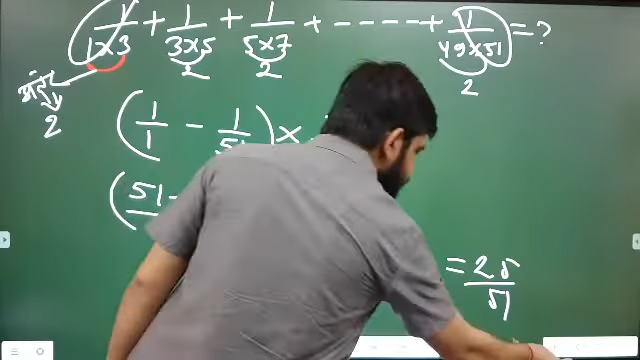 1/1×3 + 1/3×5 + 1/5×7 + - - - - + 1/49×51 = ?
2 2 2
अंतर
2
(1/1 - 1/51) ×
(51-
= 25/51